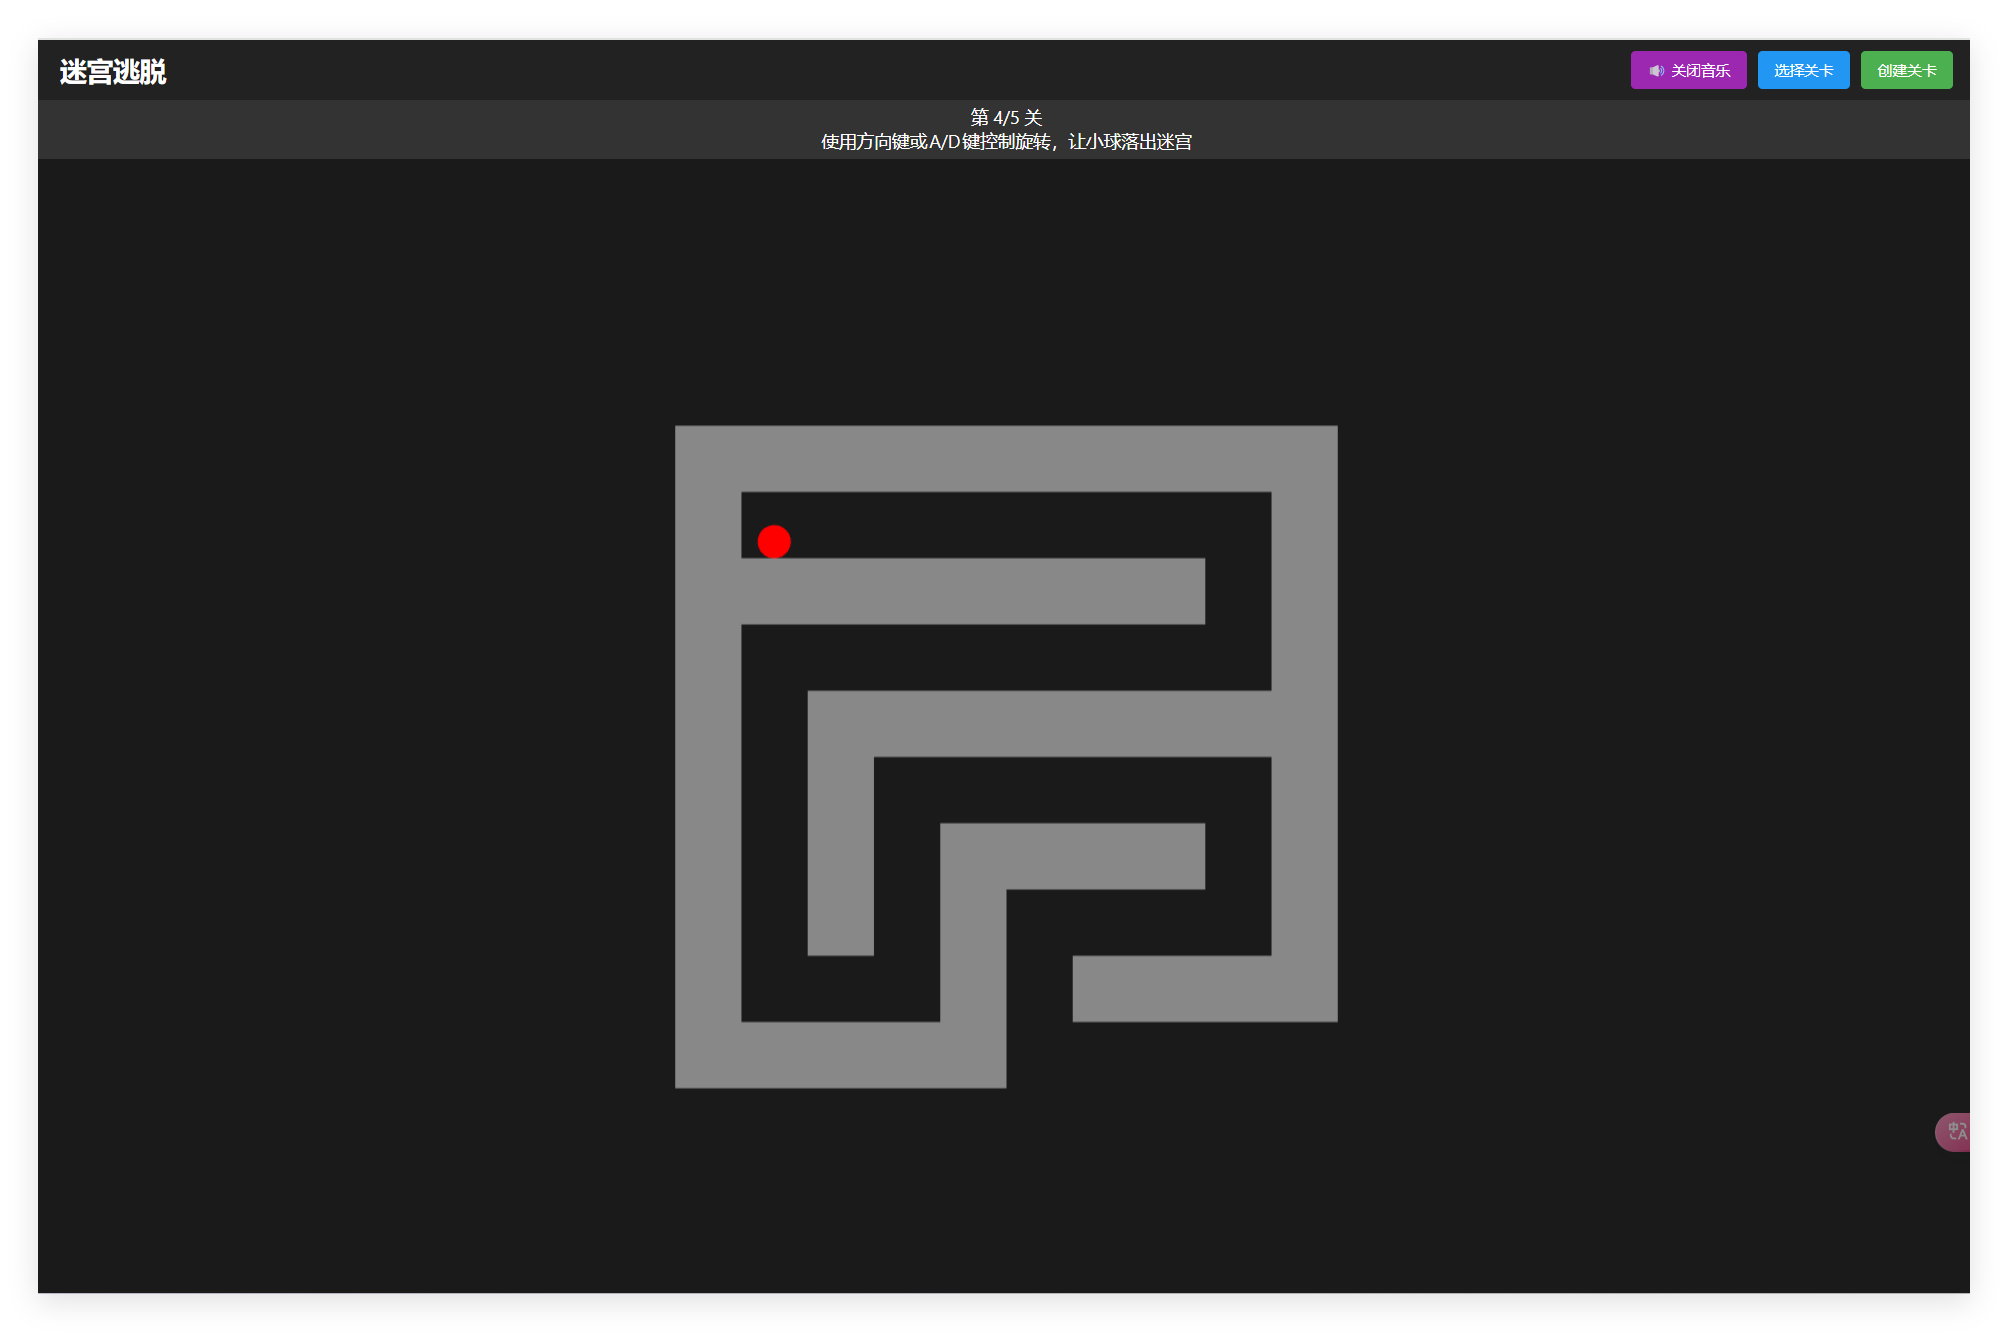 迷宫逃脱
关闭音乐
选择关卡
创建关卡
第 4/5 关
使用方向键或A/D键控制旋转，让小球落出迷宫
中
A